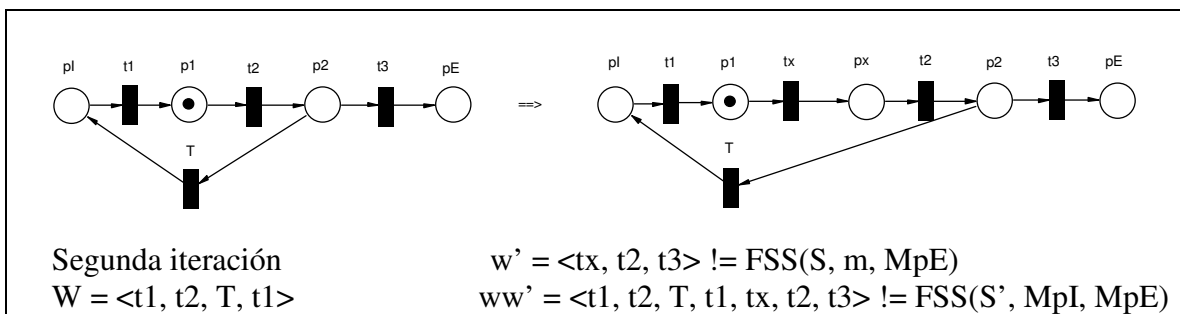 pI t1 p1 t2 p2 t3 pE
T
==>
pI t1 p1 tx px t2 p2 t3 pE
T
Segunda iteración
W = <t1, t2, T, t1>
w’ = <tx, t2, t3> != FSS(S, m, MpE)
ww’ = <t1, t2, T, t1, tx, t2, t3> != FSS(S’, MpI, MpE)